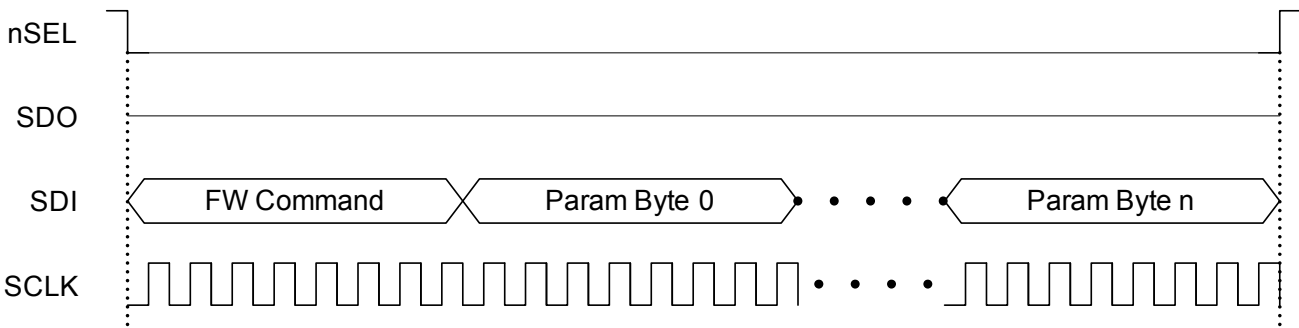 nSEL
SDO
SDI FW Command Param Byte 0 Param Byte n
SCLK